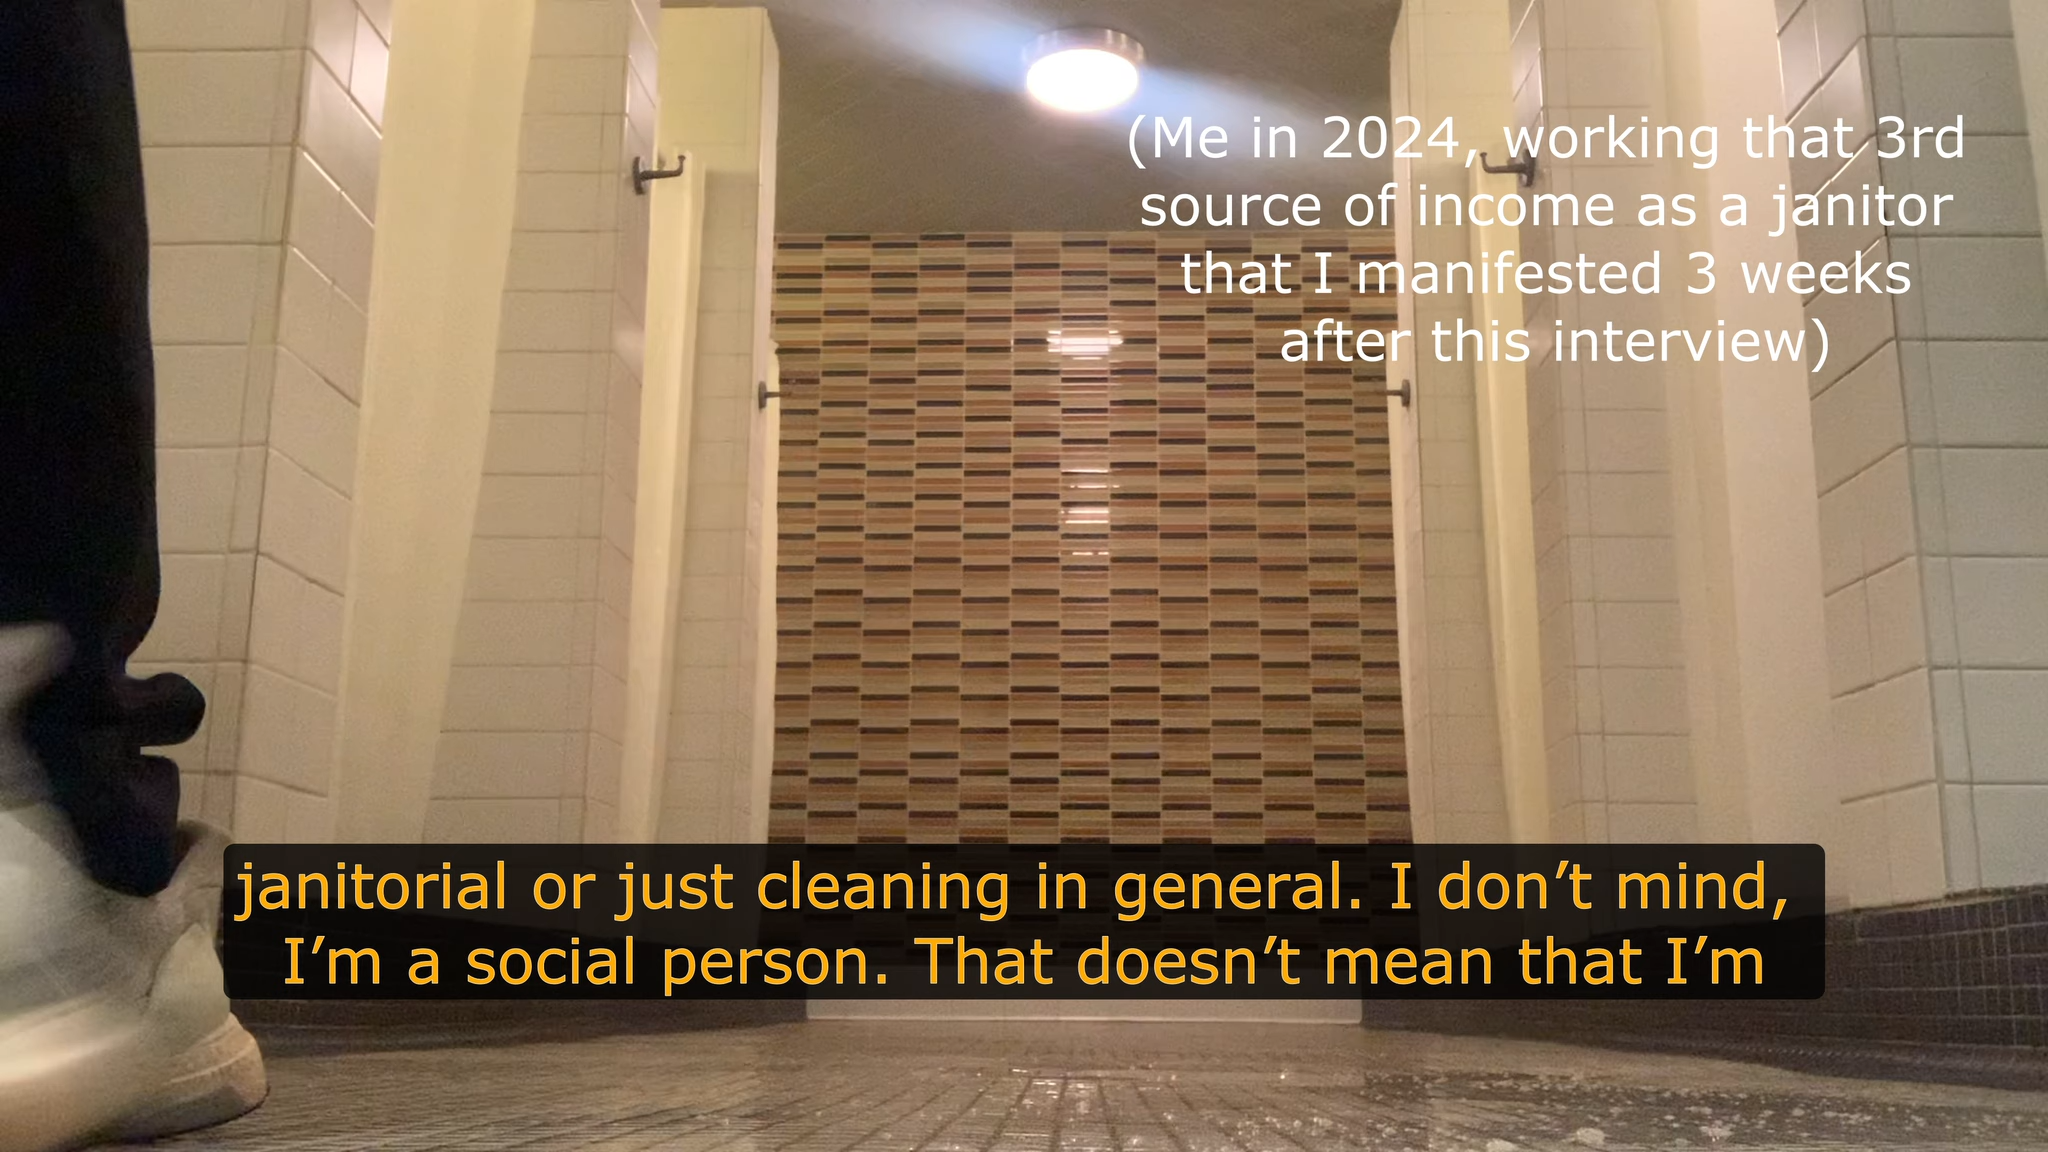 (Me in 2024, working that 3rd
source of income as a janitor
that I manifested 3 weeks
after this interview)
janitorial or just cleaning in general. I don’t mind,
I’m a social person. That doesn’t mean that I’m